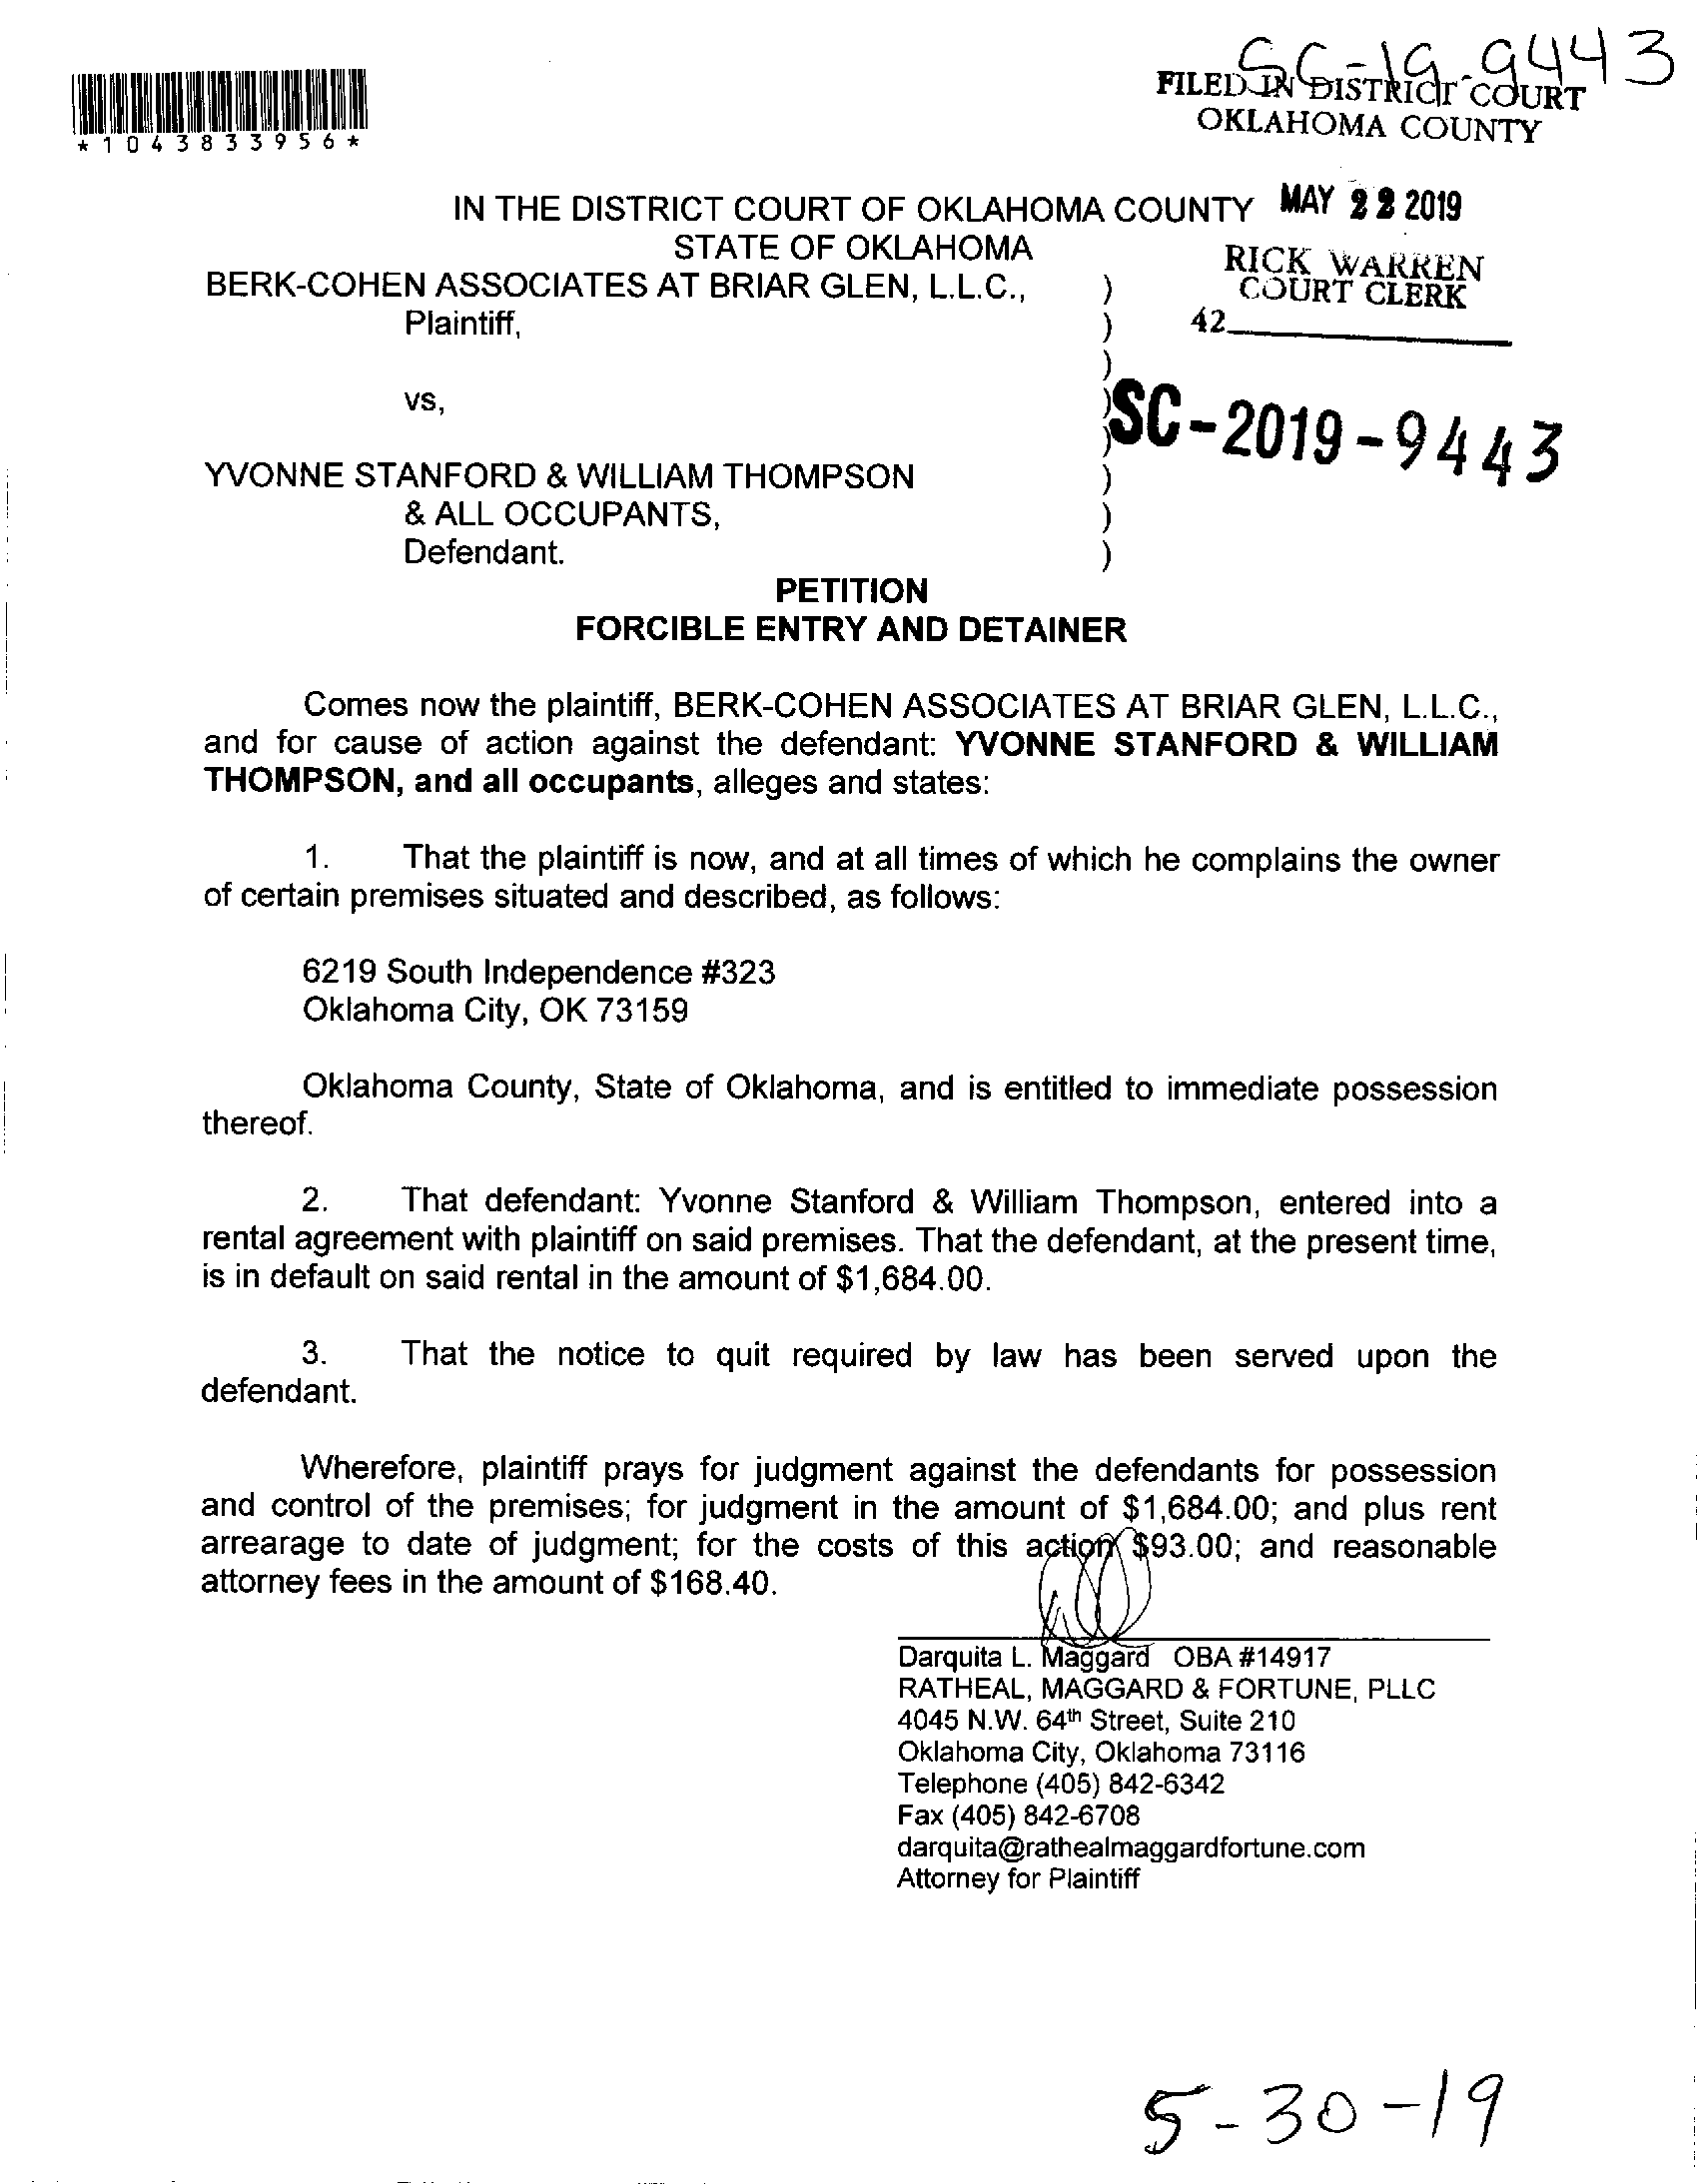 SC-19-9443
FILED IN DISTRICT COURT
OKLAHOMA COUNTY
*1043833956*
MAY 22 2019
IN THE DISTRICT COURT OF OKLAHOMA COUNTY
STATE OF OKLAHOMA
RICK WARREN
COURT CLERK
42
BERK-COHEN ASSOCIATES AT BRIAR GLEN, L.L.C., )
Plaintiff, )
)
vs, )
SC-2019-9443
)
YVONNE STANFORD & WILLIAM THOMPSON )
& ALL OCCUPANTS, )
Defendant. )
PETITION
FORCIBLE ENTRY AND DETAINER
Comes now the plaintiff, BERK-COHEN ASSOCIATES AT BRIAR GLEN, L.L.C.,
and for cause of action against the defendant: YVONNE STANFORD & WILLIAM
THOMPSON, and all occupants, alleges and states:
1. That the plaintiff is now, and at all times of which he complains the owner
of certain premises situated and described, as follows:
6219 South Independence #323
Oklahoma City, OK 73159
Oklahoma County, State of Oklahoma, and is entitled to immediate possession
thereof.
2. That defendant: Yvonne Stanford & William Thompson, entered into a
rental agreement with plaintiff on said premises. That the defendant, at the present time,
is in default on said rental in the amount of $1,684.00.
3. That the notice to quit required by law has been served upon the
defendant.
Wherefore, plaintiff prays for judgment against the defendants for possession
and control of the premises; for judgment in the amount of $1,684.00; and plus rent
arrearage to date of judgment; for the costs of this action $93.00; and reasonable
attorney fees in the amount of $168.40.
Darquita L. Maggard OBA #14917
RATHEAL, MAGGARD & FORTUNE, PLLC
4045 N.W. 64th Street, Suite 210
Oklahoma City, Oklahoma 73116
Telephone (405) 842-6342
Fax (405) 842-6708
darquita@rathealmaggardfortune.com
Attorney for Plaintiff
5-30-19